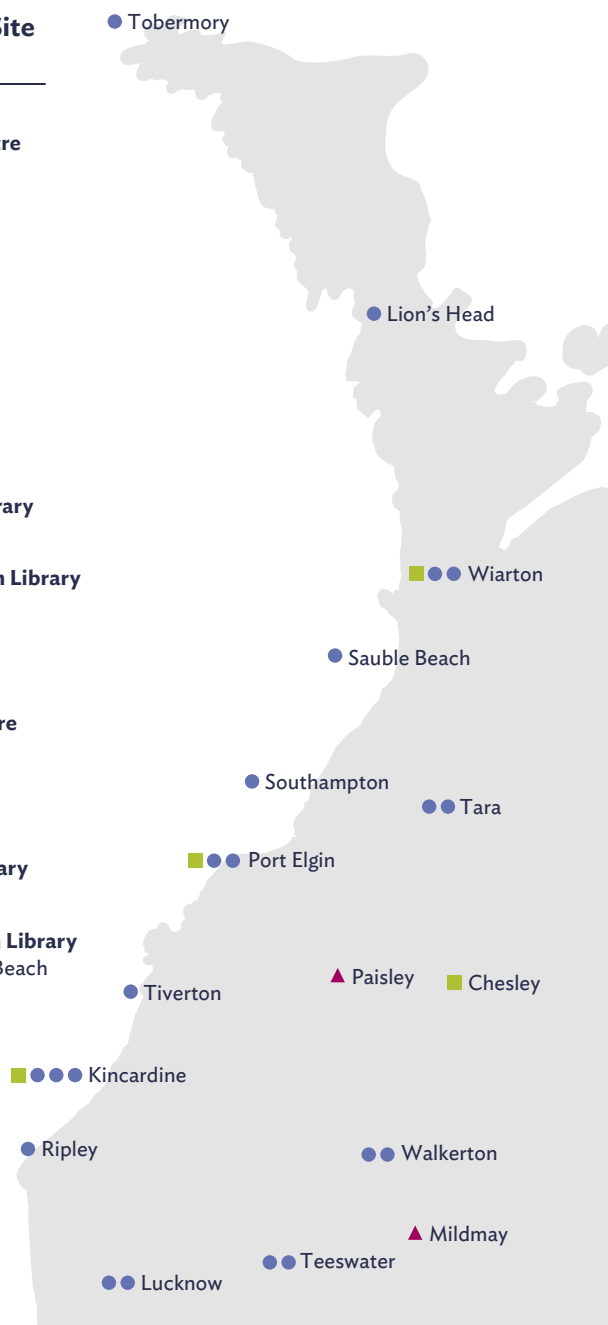 Site
Tobermory
tre
Lion's Head
rary
n Library
Wiarton
Sauble Beach
re
Southampton
Tara
Port Elgin
ary
Library
Beach
Paisley
Chesley
Tiverton
Kincardine
Ripley
Walkerton
Mildmay
Teeswater
Lucknow